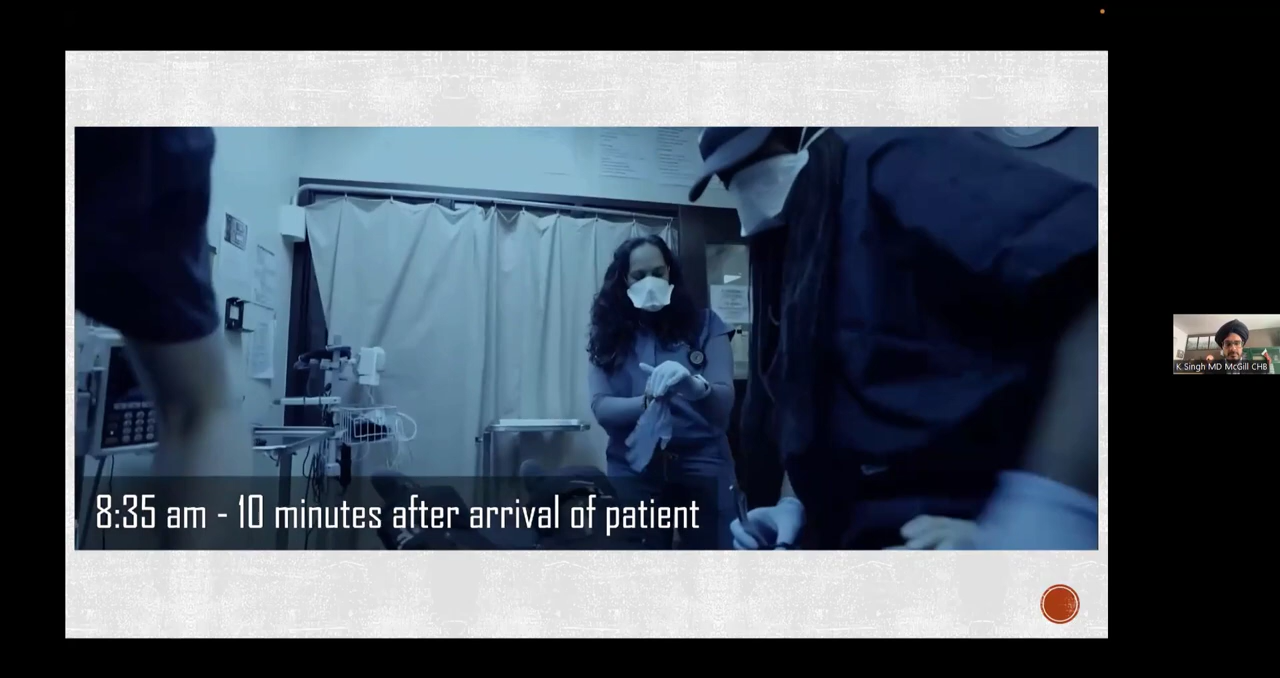 8:35 am - 10 minutes after arrival of patient
K Singh MD McGill CHB